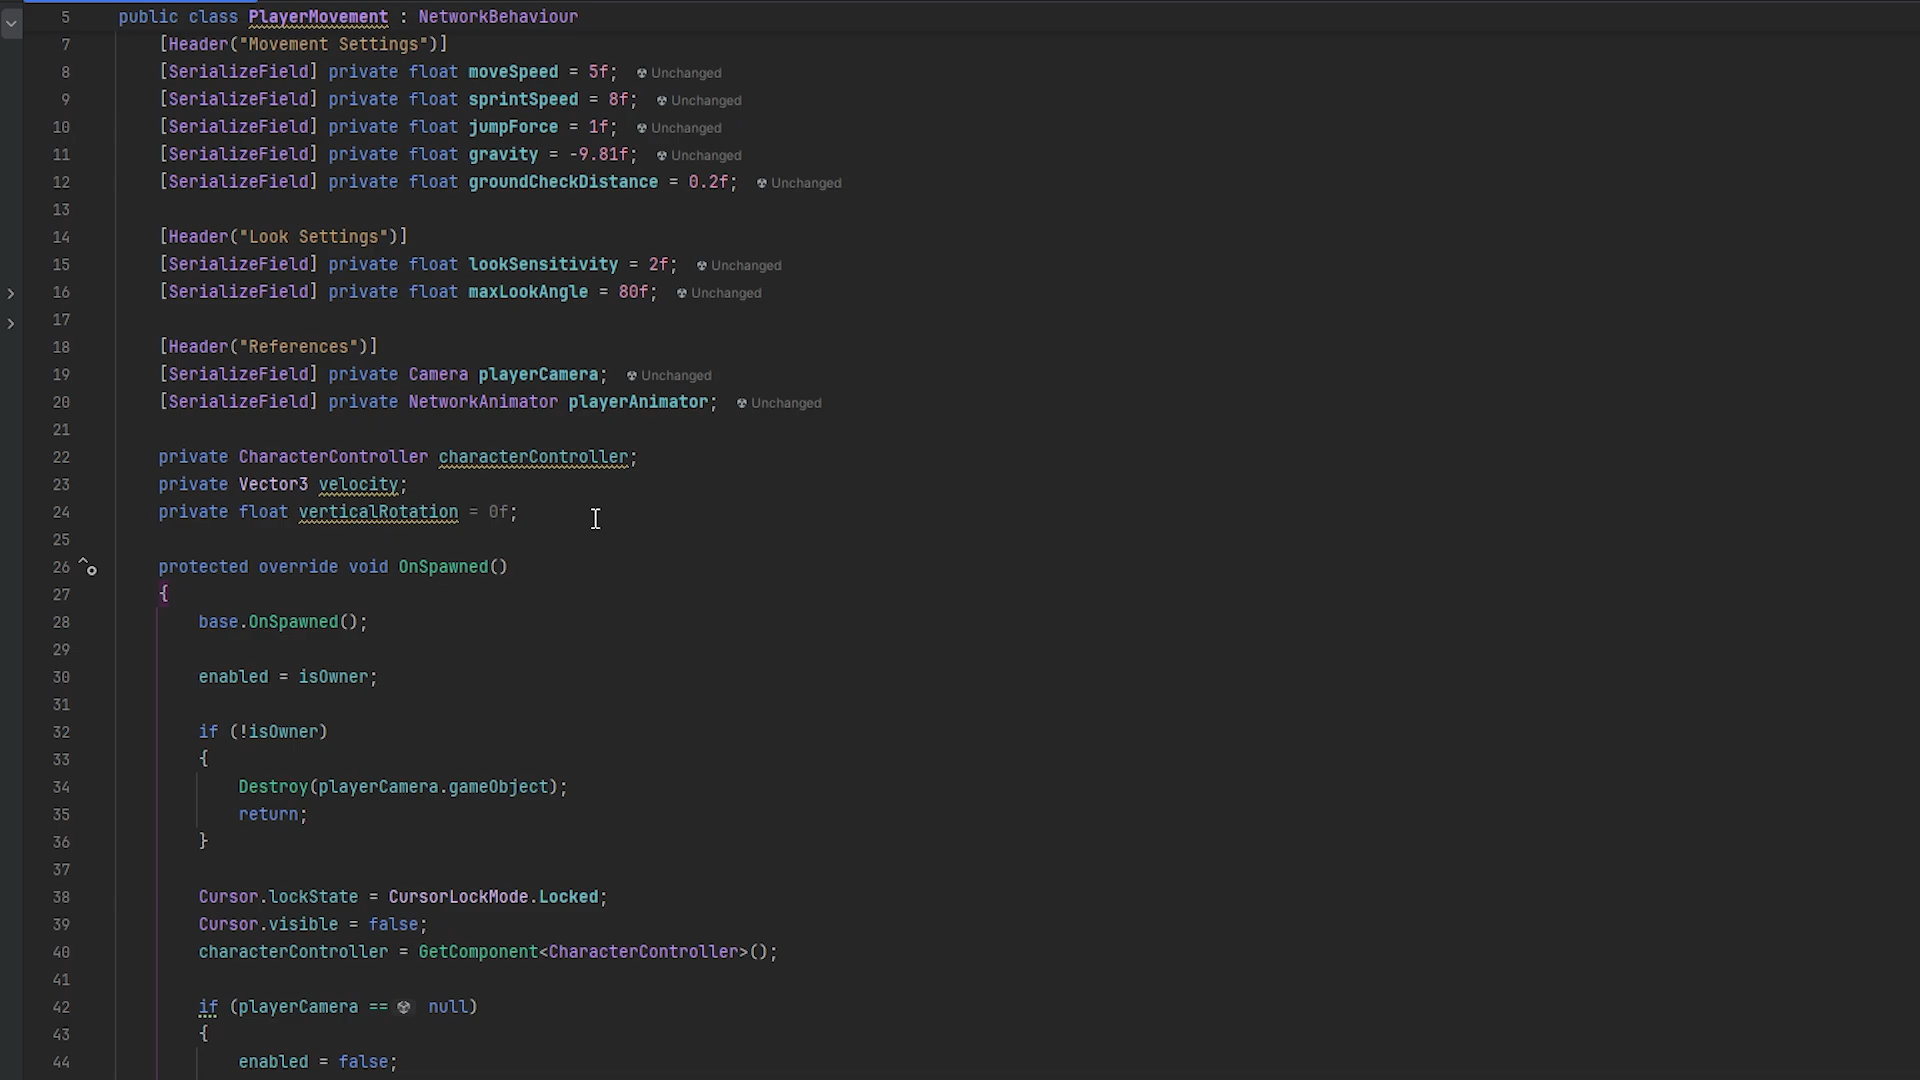 5 public class PlayerMovement : NetworkBehaviour
7 [Header("Movement Settings")]
8 [SerializeField] private float moveSpeed = 5f; Unchanged
9 [SerializeField] private float sprintSpeed = 8f; Unchanged
10 [SerializeField] private float jumpForce = 1f; Unchanged
11 [SerializeField] private float gravity = -9.81f; Unchanged
12 [SerializeField] private float groundCheckDistance = 0.2f; Unchanged
13
14 [Header("Look Settings")]
15 [SerializeField] private float lookSensitivity = 2f; Unchanged
16 [SerializeField] private float maxLookAngle = 80f; Unchanged
17
18 [Header("References")]
19 [SerializeField] private Camera playerCamera; Unchanged
20 [SerializeField] private NetworkAnimator playerAnimator; Unchanged
21
22 private CharacterController characterController;
23 private Vector3 velocity;
24 private float verticalRotation = 0f;
25
26 protected override void OnSpawned()
27 {
28 base.OnSpawned();
29
30 enabled = isOwner;
31
32 if (!isOwner)
33 {
34 Destroy(playerCamera.gameObject);
35 return;
36 }
37
38 Cursor.lockState = CursorLockMode.Locked;
39 Cursor.visible = false;
40 characterController = GetComponent<CharacterController>();
41
42 if (playerCamera == null)
43 {
44 enabled = false;